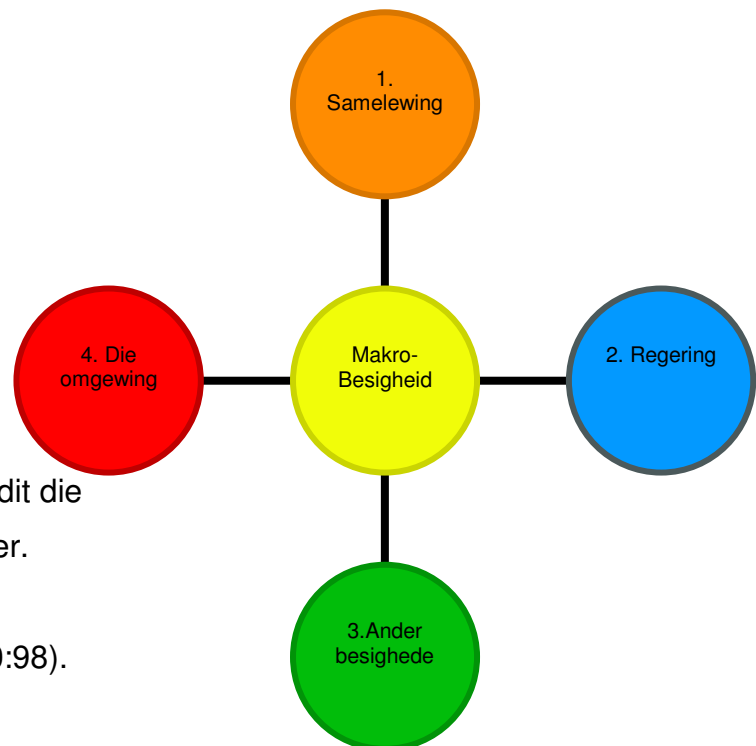 1.
Samelewing
4. Die
omgewing
Makro-
Besigheid
2. Regering
dit die
er.
3.Ander
besighede
:98).